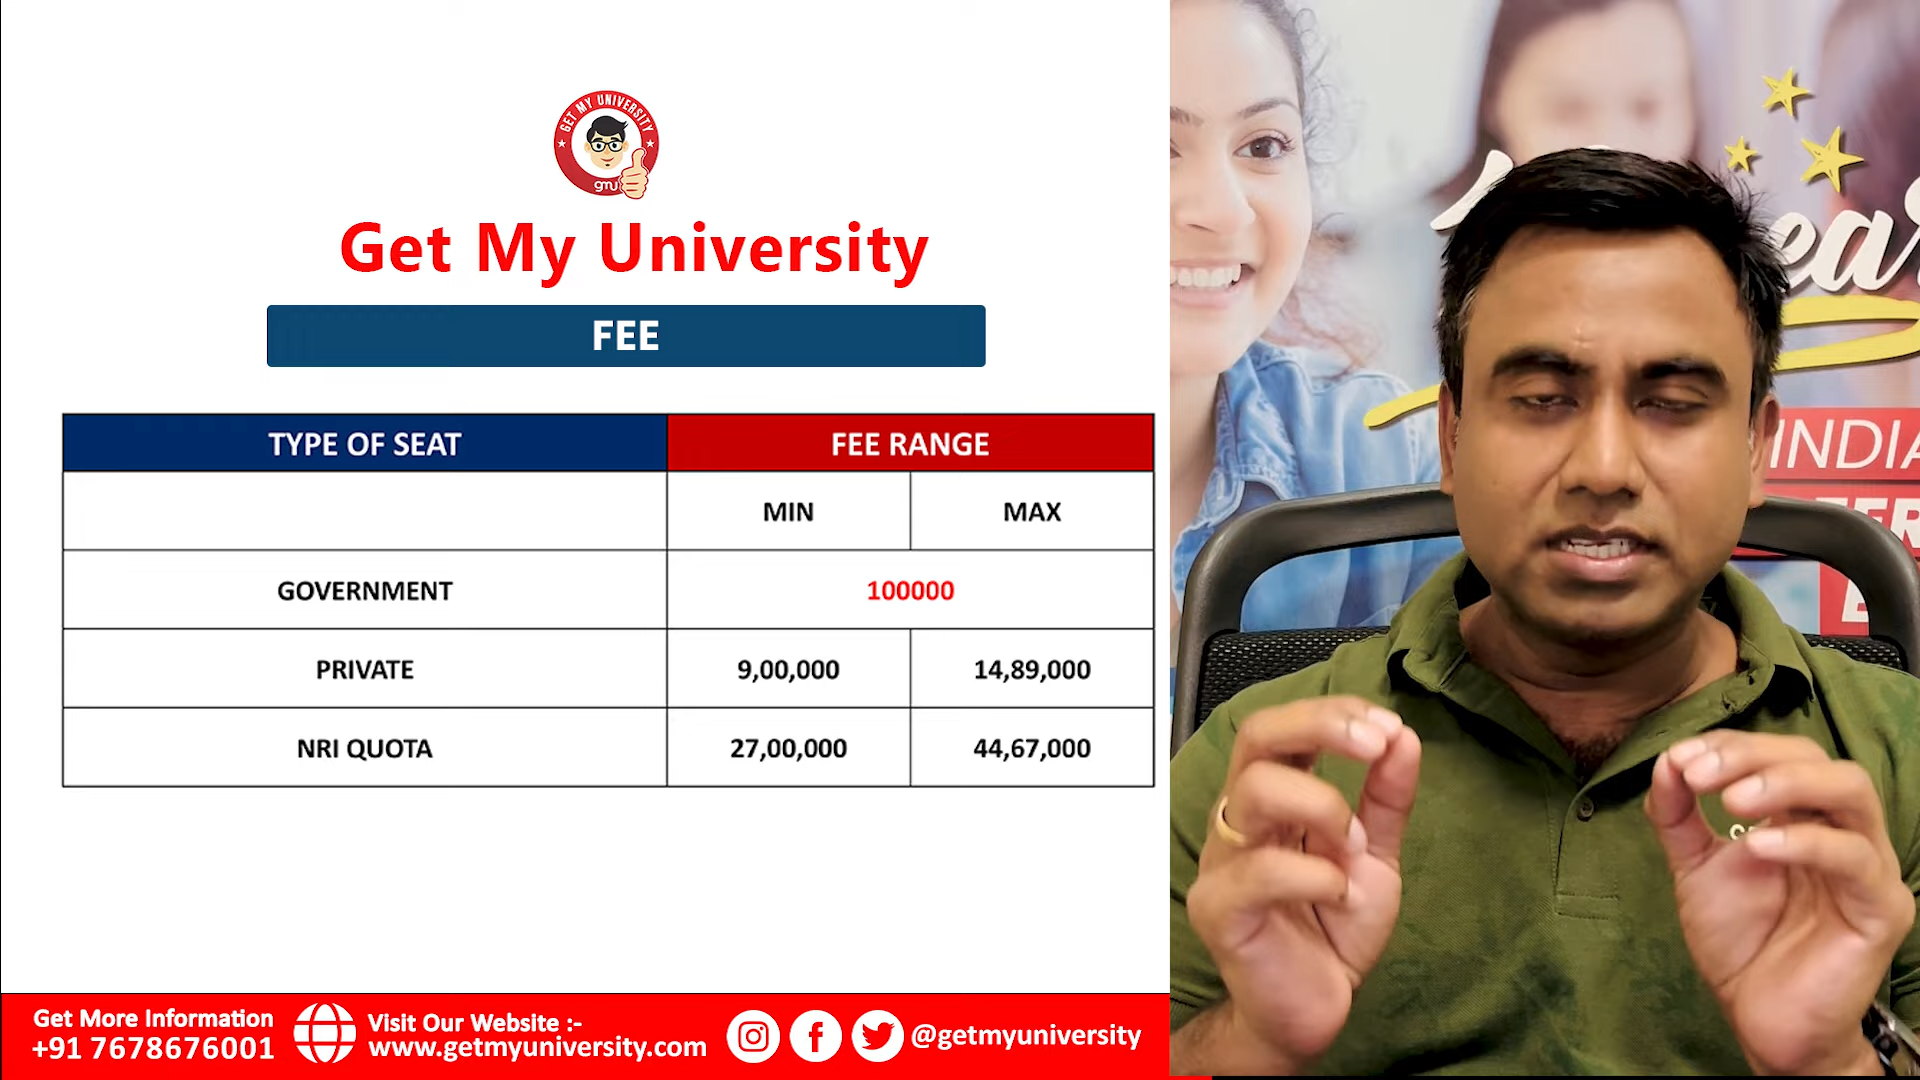 GET MY UNIVERSITY
gmu
Get My University
FEE
TYPE OF SEAT FEE RANGE
MIN MAX
GOVERNMENT 100000
PRIVATE 9,00,000 14,89,000
NRI QUOTA 27,00,000 44,67,000
INDIA
Get More Information
+91 7678676001
Visit Our Website :-
www.getmyuniversity.com
@getmyuniversity